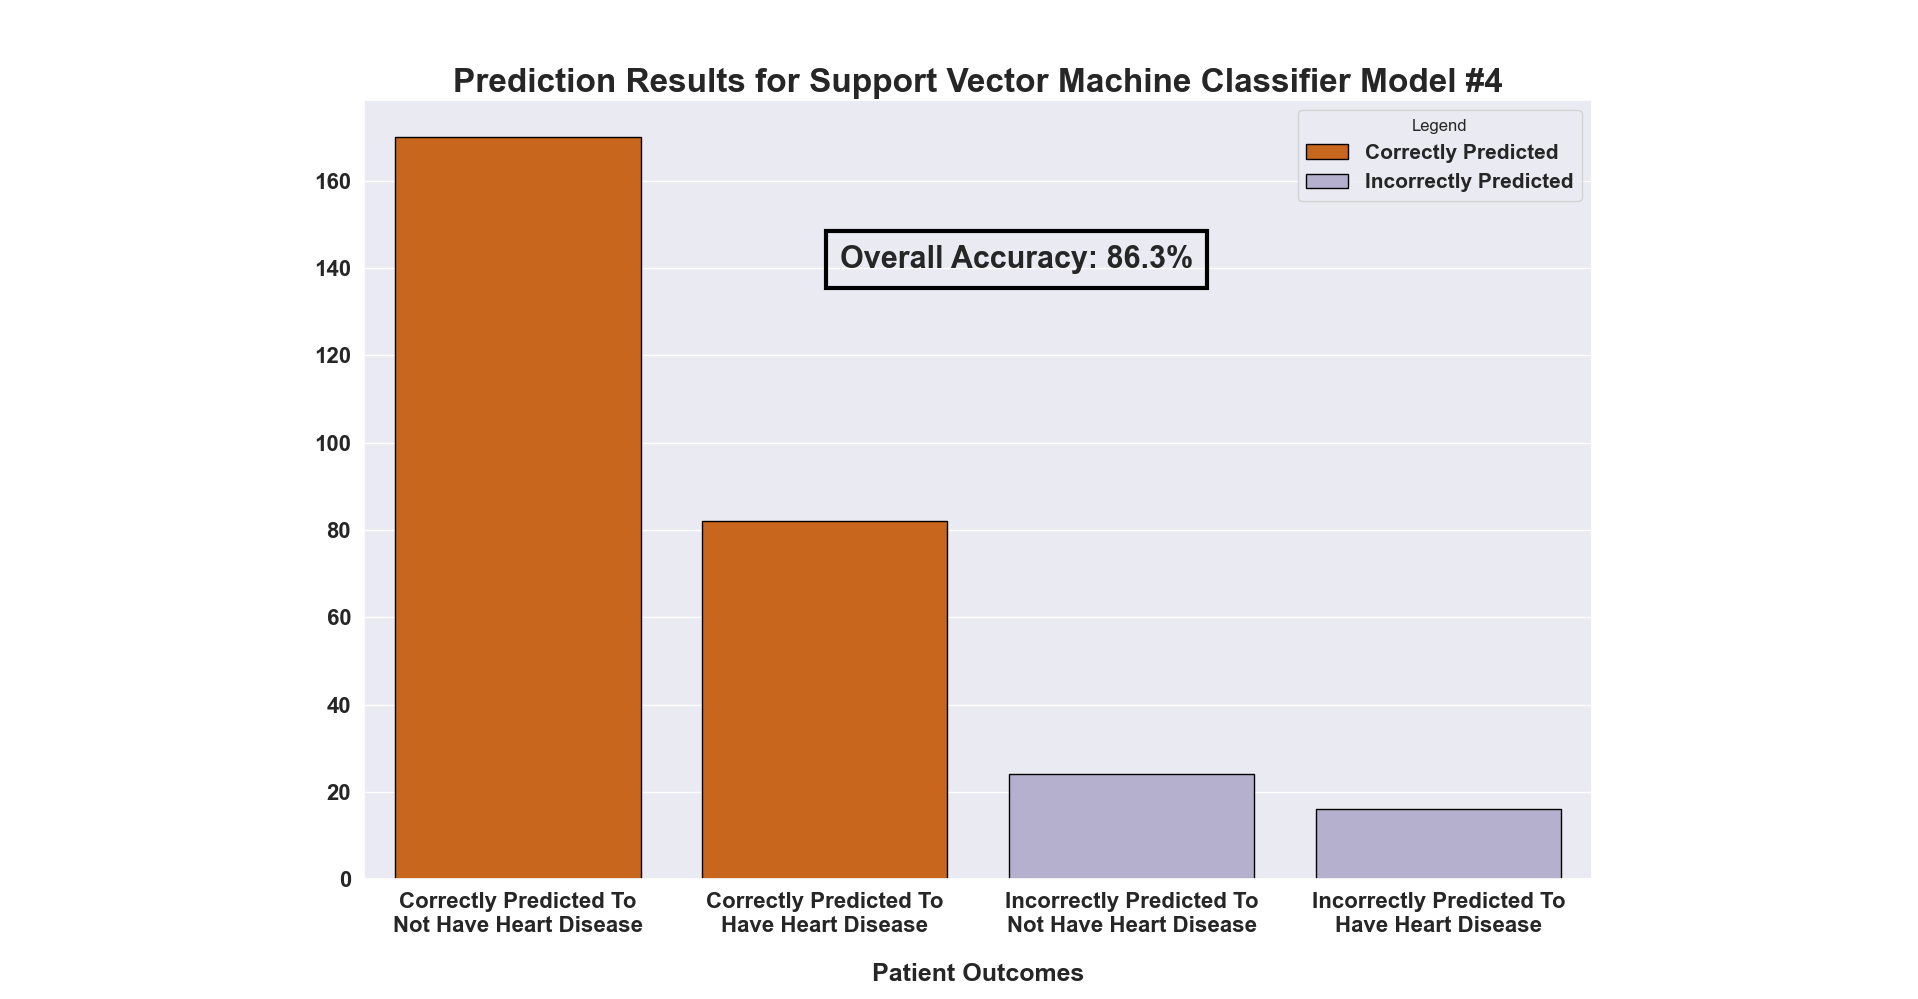 Prediction Results for Support Vector Machine Classifier Model #4
Legend
Correctly Predicted
Incorrectly Predicted
Overall Accuracy: 86.3%
160
140
120
100
80
60
40
20
0
Correctly Predicted To
Not Have Heart Disease
Correctly Predicted To
Have Heart Disease
Incorrectly Predicted To
Not Have Heart Disease
Incorrectly Predicted To
Have Heart Disease
Patient Outcomes